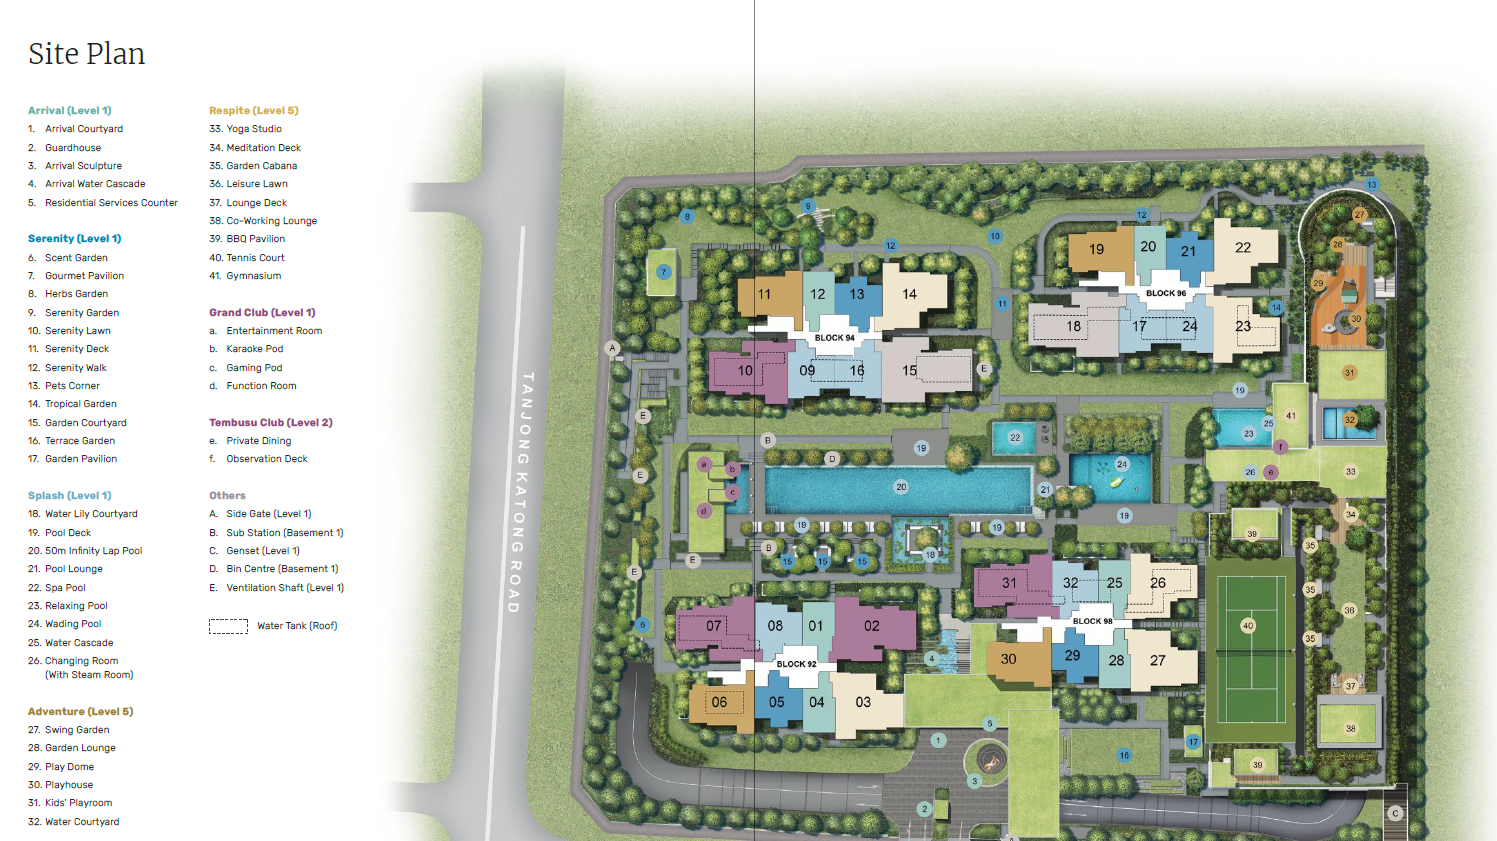 Site Plan
Arrival (Level 1)
1. Arrival Courtyard
2. Guardhouse
3. Arrival Sculpture
4. Arrival Water Cascade
5. Residential Services Counter
Serenity (Level 1)
6. Scent Garden
7. Gourmet Pavilion
8. Herbs Garden
9. Serenity Garden
10. Serenity Lawn
11. Serenity Deck
12. Serenity Walk
13. Pets Corner
14. Tropical Garden
15. Garden Courtyard
16. Terrace Garden
17. Garden Pavilion
Splash (Level 1)
18. Water Lily Courtyard
19. Pool Deck
20. 50m Infinity Lap Pool
21. Pool Lounge
22. Spa Pool
23. Relaxing Pool
24. Wading Pool
25. Water Cascade
26. Changing Room
(With Steam Room)
Adventure (Level 5)
27. Swing Garden
28. Garden Lounge
29. Play Dome
30. Playhouse
31. Kids' Playroom
32. Water Courtyard
Respite (Level 5)
33. Yoga Studio
34. Meditation Deck
35. Garden Cabana
36. Leisure Lawn
37. Lounge Deck
38. Co-Working Lounge
39. BBQ Pavilion
40. Tennis Court
41. Gymnasium
Grand Club (Level 1)
a. Entertainment Room
b. Karaoke Pod
c. Gaming Pod
d. Function Room
Tembusu Club (Level 2)
e. Private Dining
f. Observation Deck
Others
A. Side Gate (Level 1)
B. Sub Station (Basement 1)
C. Genset (Level 1)
D. Bin Centre (Basement 1)
E. Ventilation Shaft (Level 1)
Water Tank (Roof)
TANJONG KATONG ROAD
13
9
8
12
27
10
12
28
19
20
21
22
7
29
11
12
13
14
BLOCK 96
11
14
30
18
17
24
23
BLOCK 94
A
10
09
16
15
E
31
19
E
41
32
25
23
B
22
19
D
a
b
24
f
E
26
e
33
20
21
c
d
34
19
19
19
39
B
18
35
E
15
15
15
E
31
32
25
26
35
36
6
07
08
01
02
BLOCK 98
40
35
4
30
29
28
27
BLOCK 92
37
06
05
04
03
5
38
1
17
16
39
3
2
C
A